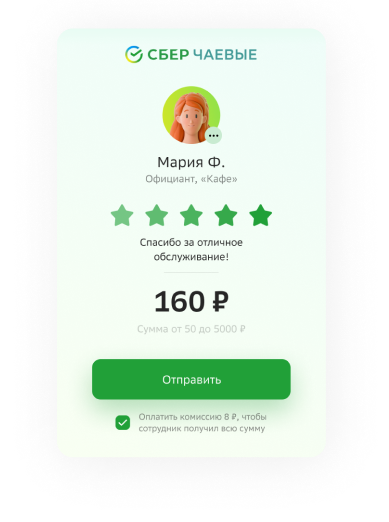 СБЕР ЧАЕВЫЕ
Мария Ф.
Официант, «Кафе»
Спасибо за отличное
обслуживание!
160 ₽
Сумма от 50 до 5000 ₽
Отправить
Оплатить комиссию 8 ₽, чтобы
сотрудник получил всю сумму